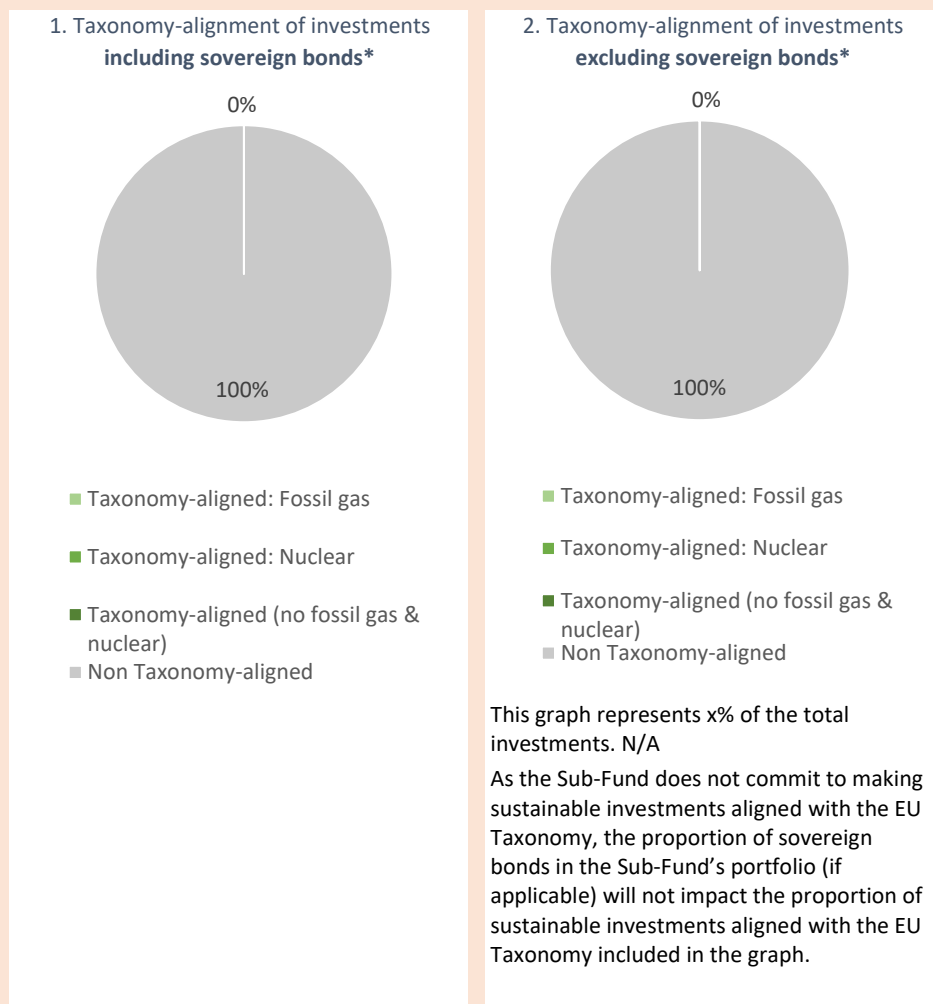 1. Taxonomy-alignment of investments
including sovereign bonds*
0%
100%
Taxonomy-aligned: Fossil gas
Taxonomy-aligned: Nuclear
Taxonomy-aligned (no fossil gas &
nuclear)
Non Taxonomy-aligned
2. Taxonomy-alignment of investments
excluding sovereign bonds*
0%
100%
Taxonomy-aligned: Fossil gas
Taxonomy-aligned: Nuclear
Taxonomy-aligned (no fossil gas &
nuclear)
Non Taxonomy-aligned
This graph represents x% of the total
investments. N/A
As the Sub-Fund does not commit to making
sustainable investments aligned with the EU
Taxonomy, the proportion of sovereign
bonds in the Sub-Fund's portfolio (if
applicable) will not impact the proportion of
sustainable investments aligned with the EU
Taxonomy included in the graph.